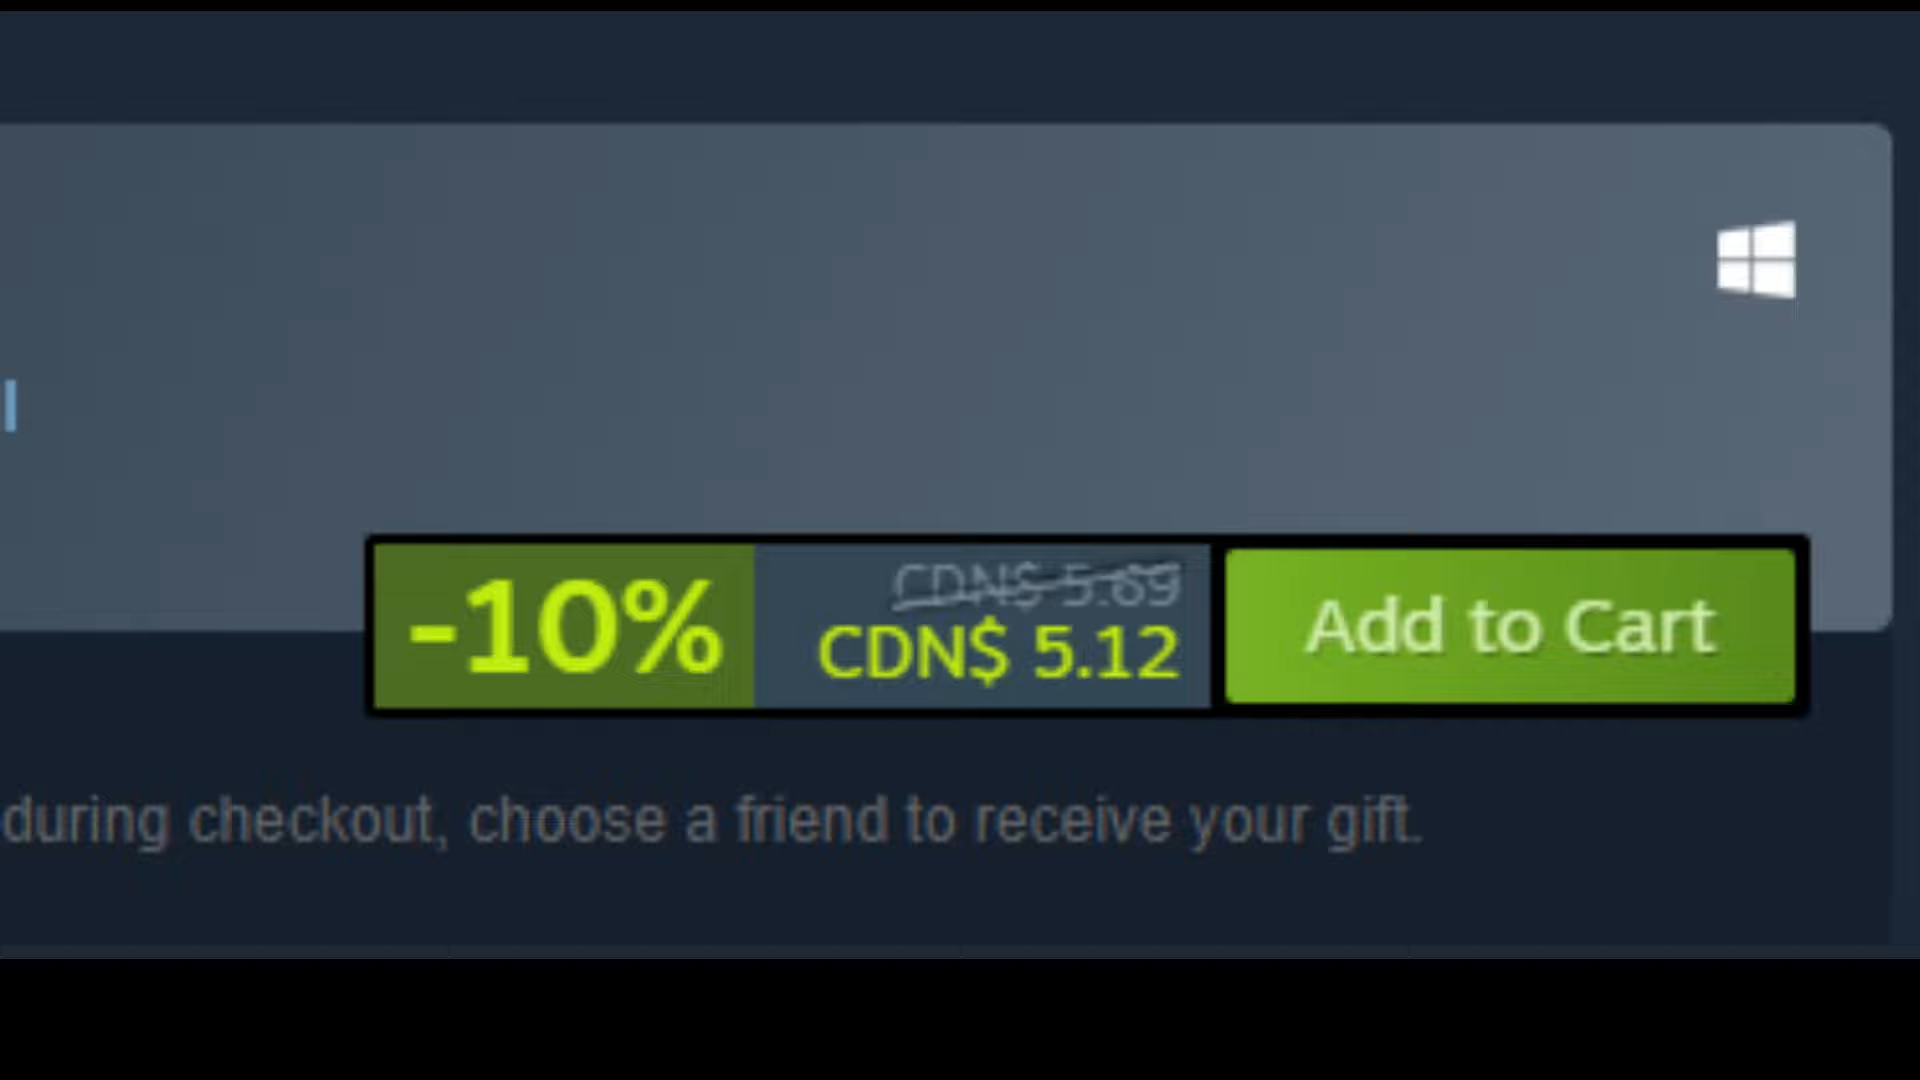 -10%
CDN$ 5.69
CDN$ 5.12
Add to Cart
during checkout, choose a friend to receive your gift.